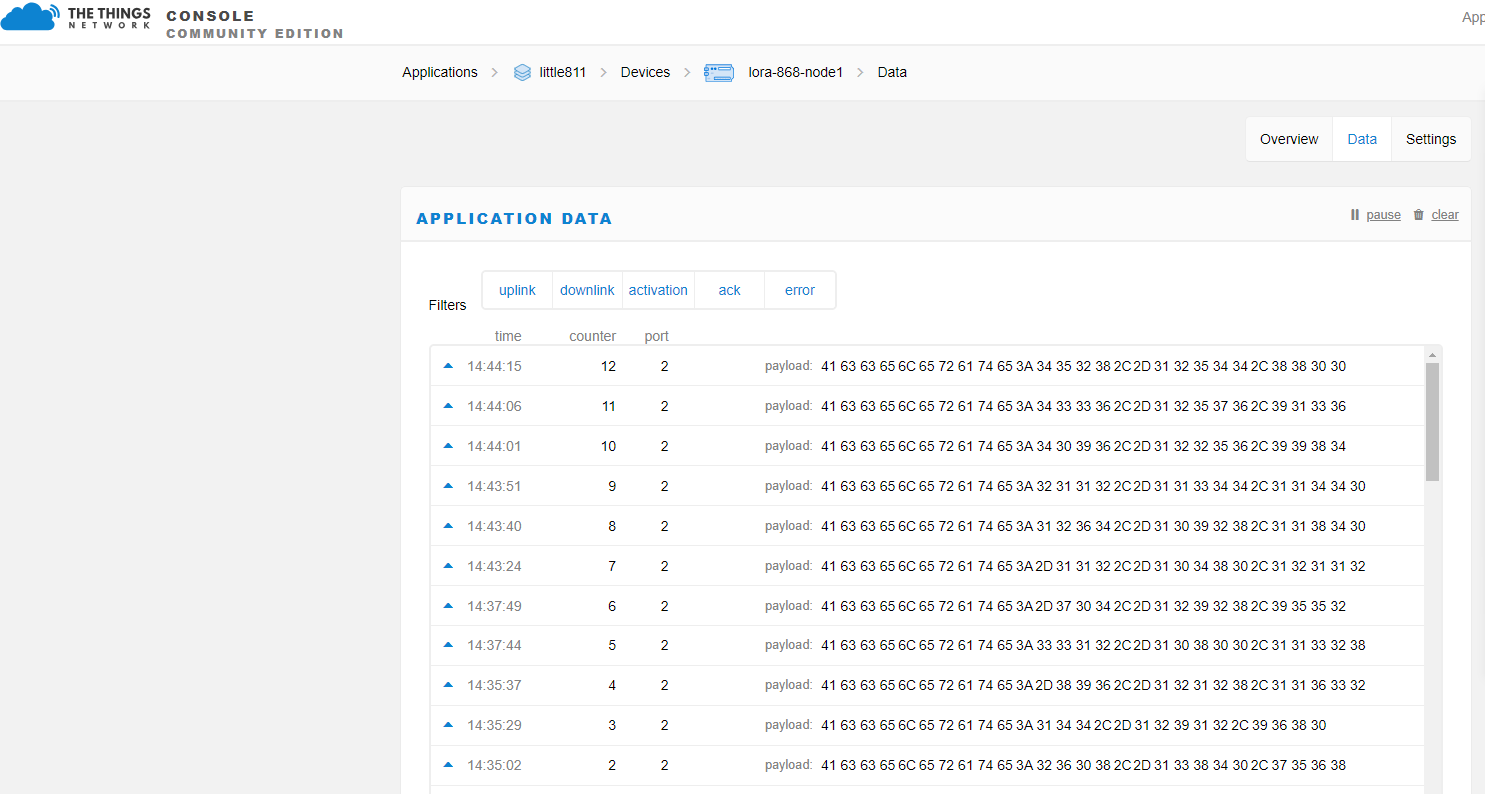 THE THINGS
NETWORK
CONSOLE
COMMUNITY EDITION
App
Applications > little811 > Devices > lora-868-node1 > Data
Overview Data Settings
APPLICATION DATA
pause clear
Filters uplink downlink activation ack error
time counter port
14:44:15 12 2 payload: 41 63 63 65 6C 65 72 61 74 65 3A 34 35 32 38 2C 2D 31 32 35 34 34 2C 38 38 30 30
14:44:06 11 2 payload: 41 63 63 65 6C 65 72 61 74 65 3A 34 33 33 36 2C 2D 31 32 35 37 36 2C 39 31 33 36
14:44:01 10 2 payload: 41 63 63 65 6C 65 72 61 74 65 3A 34 30 39 36 2C 2D 31 32 32 35 36 2C 39 39 38 34
14:43:51 9 2 payload: 41 63 63 65 6C 65 72 61 74 65 3A 32 31 31 32 2C 2D 31 31 33 34 34 2C 31 31 34 34 30
14:43:40 8 2 payload: 41 63 63 65 6C 65 72 61 74 65 3A 31 32 36 34 2C 2D 31 30 39 32 38 2C 31 31 38 34 30
14:43:24 7 2 payload: 41 63 63 65 6C 65 72 61 74 65 3A 2D 31 31 32 2C 2D 31 30 34 38 30 2C 31 32 31 31 32
14:37:49 6 2 payload: 41 63 63 65 6C 65 72 61 74 65 3A 2D 37 30 34 2C 2D 31 32 39 32 38 2C 39 35 35 32
14:37:44 5 2 payload: 41 63 63 65 6C 65 72 61 74 65 3A 33 33 31 32 2C 2D 31 30 38 30 30 2C 31 31 33 32 38
14:35:37 4 2 payload: 41 63 63 65 6C 65 72 61 74 65 3A 2D 38 39 36 2C 2D 31 32 31 32 38 2C 31 31 36 33 32
14:35:29 3 2 payload: 41 63 63 65 6C 65 72 61 74 65 3A 31 34 34 2C 2D 31 32 39 31 32 2C 39 36 38 30
14:35:02 2 2 payload: 41 63 63 65 6C 65 72 61 74 65 3A 32 36 30 38 2C 2D 31 33 38 34 30 2C 37 35 36 38